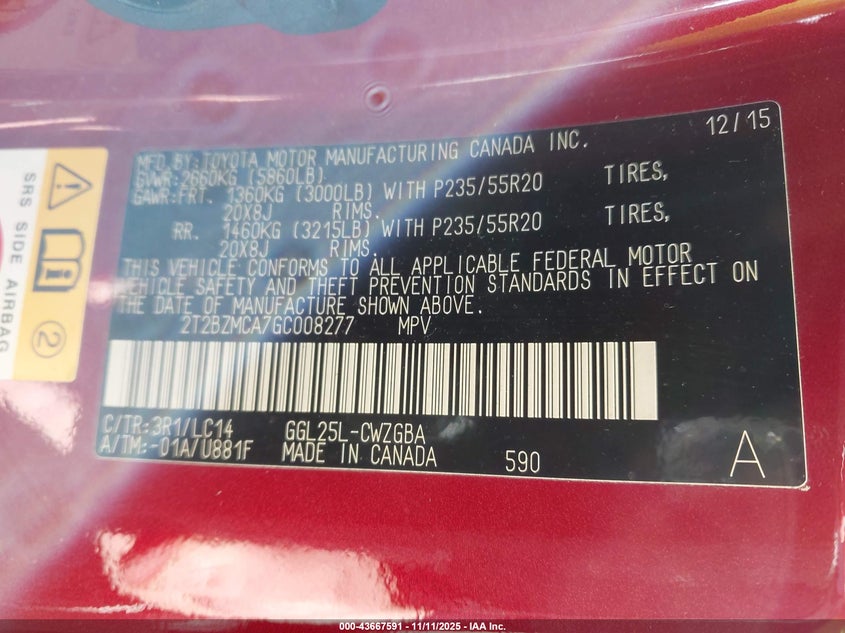 12/15
MFD BY:TOYOTA MOTOR MANUFACTURING CANADA INC.
GVWR:2660KG (5860LB)
GAWR:FRT. 1360KG (3000LB) WITH P235/55R20 TIRES,
20X8J RIMS.
RR. 1460KG (3215LB) WITH P235/55R20 TIRES,
20X8J RIMS.
THIS VEHICLE CONFORMS TO ALL APPLICABLE FEDERAL MOTOR
VEHICLE SAFETY AND THEFT PREVENTION STANDARDS IN EFFECT ON
THE DATE OF MANUFACTURE SHOWN ABOVE.
2T2BZMCA7GC008277 MPV
C/TR:3R1/LC14 GGL25L-CWZGBA
A/TM:-01A/U881F MADE IN CANADA 590 A
SRS SIDE AIRBAG
2
000-43667591 - 11/11/2025 - IAA Inc.